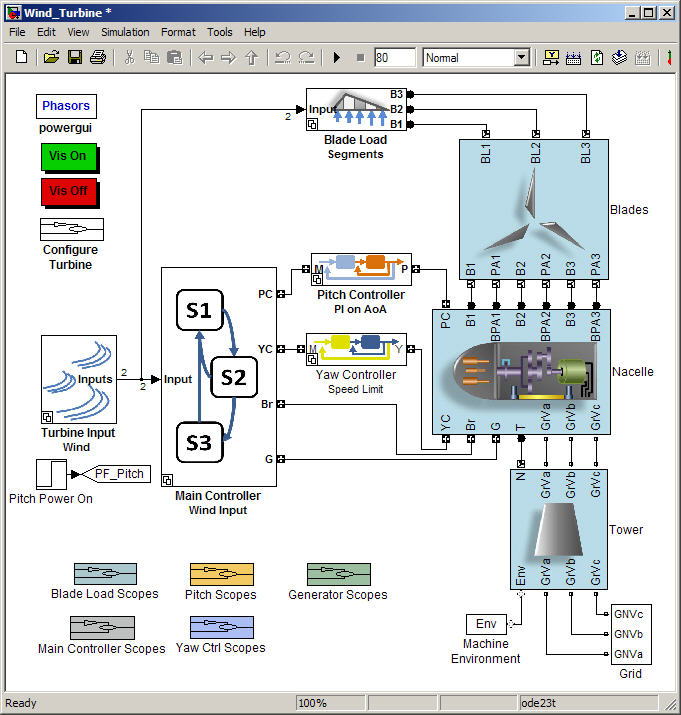 Wind_Turbine *
File Edit View Simulation Format Tools Help
80
Normal
Phasors
powergui
Vis On
Vis Off
Configure
Turbine
Input
2
B3
B2
B1
Blade Load
Segments
BL1
BL2
BL3
Blades
B1
PA1
B2
PA2
B3
PA3
M
P
Pitch Controller
PI on AoA
PC
YC
Br
G
Input
S1
S2
S3
Main Controller
Wind Input
M
Y
Yaw Controller
Speed Limit
PC
B1
BPA1
B2
BPA2
B3
BPA3
Nacelle
YC
Br
G
T
GrVa
GrVb
GrVc
Inputs
2
2
Turbine Input
Wind
Pitch Power On
PF_Pitch
N
GrVa
GrVb
GrVc
Tower
Env
GrVa
GrVb
GrVc
Blade Load Scopes
Pitch Scopes
Generator Scopes
Main Controller Scopes
Yaw Ctrl Scopes
Env
Machine
Environment
GNVc
GNVb
GNVa
Grid
Ready
100%
ode23t